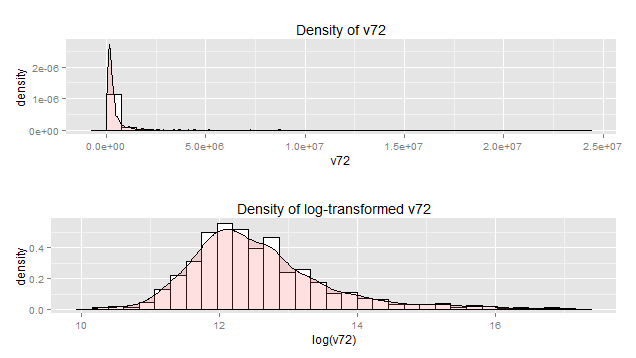 Density of v72
density
2e-06
1e-06
0e+00
0.0e+00 5.0e+06 1.0e+07 1.5e+07 2.0e+07 2.5e+07
v72
Density of log-transformed v72
density
0.4
0.2
0.0
10 12 14 16
log(v72)